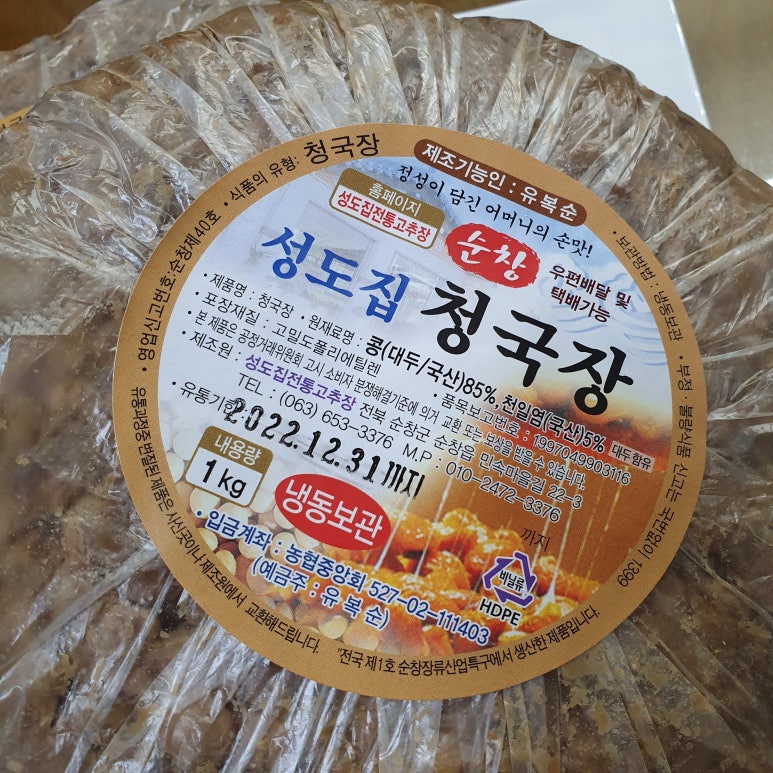 • 영업신고번호:순창제40호 • 식품의 유형: 청국장
제조기능인 : 유복순
• 보관방법 : 냉동보관 • 부정 · 불량식품 신고는 국번없이 1399
정성이 담긴 어머니의 손맛!
홈페이지
성도집전통고추장
순창
우편배달 및
택배가능
성도집 청국장
• 제품명 : 청국장 • 원재료명 : 콩(대두/국산)85%, 천일염(국산)5% 대두함유
• 포장재질 : 고밀도폴리에틸렌 • 품목보고번호 : 1997049903116
• 본 제품은 공정거래위원회 고시 소비자 분쟁해결기준에 의거 교환 또는 보상을 받을 수 있습니다.
• 제조원 : 성도집전통고추장 전북 순창군 순창읍 민속마을길 22-3
TEL : (063) 653-3376 M.P : 010-2472-3376
• 유통기한
2022.12.31까지
까지
내용량
1kg
냉동보관
비닐류
HDPE
• 입금계좌 : 농협중앙회 527-02-111403
(예금주 : 유복순)
유통과정중 변질된 제품은 사신곳이나 제조원에서 교환해드립니다.
"전국 제1호 순창장류산업특구에서 생산한 제품입니다.